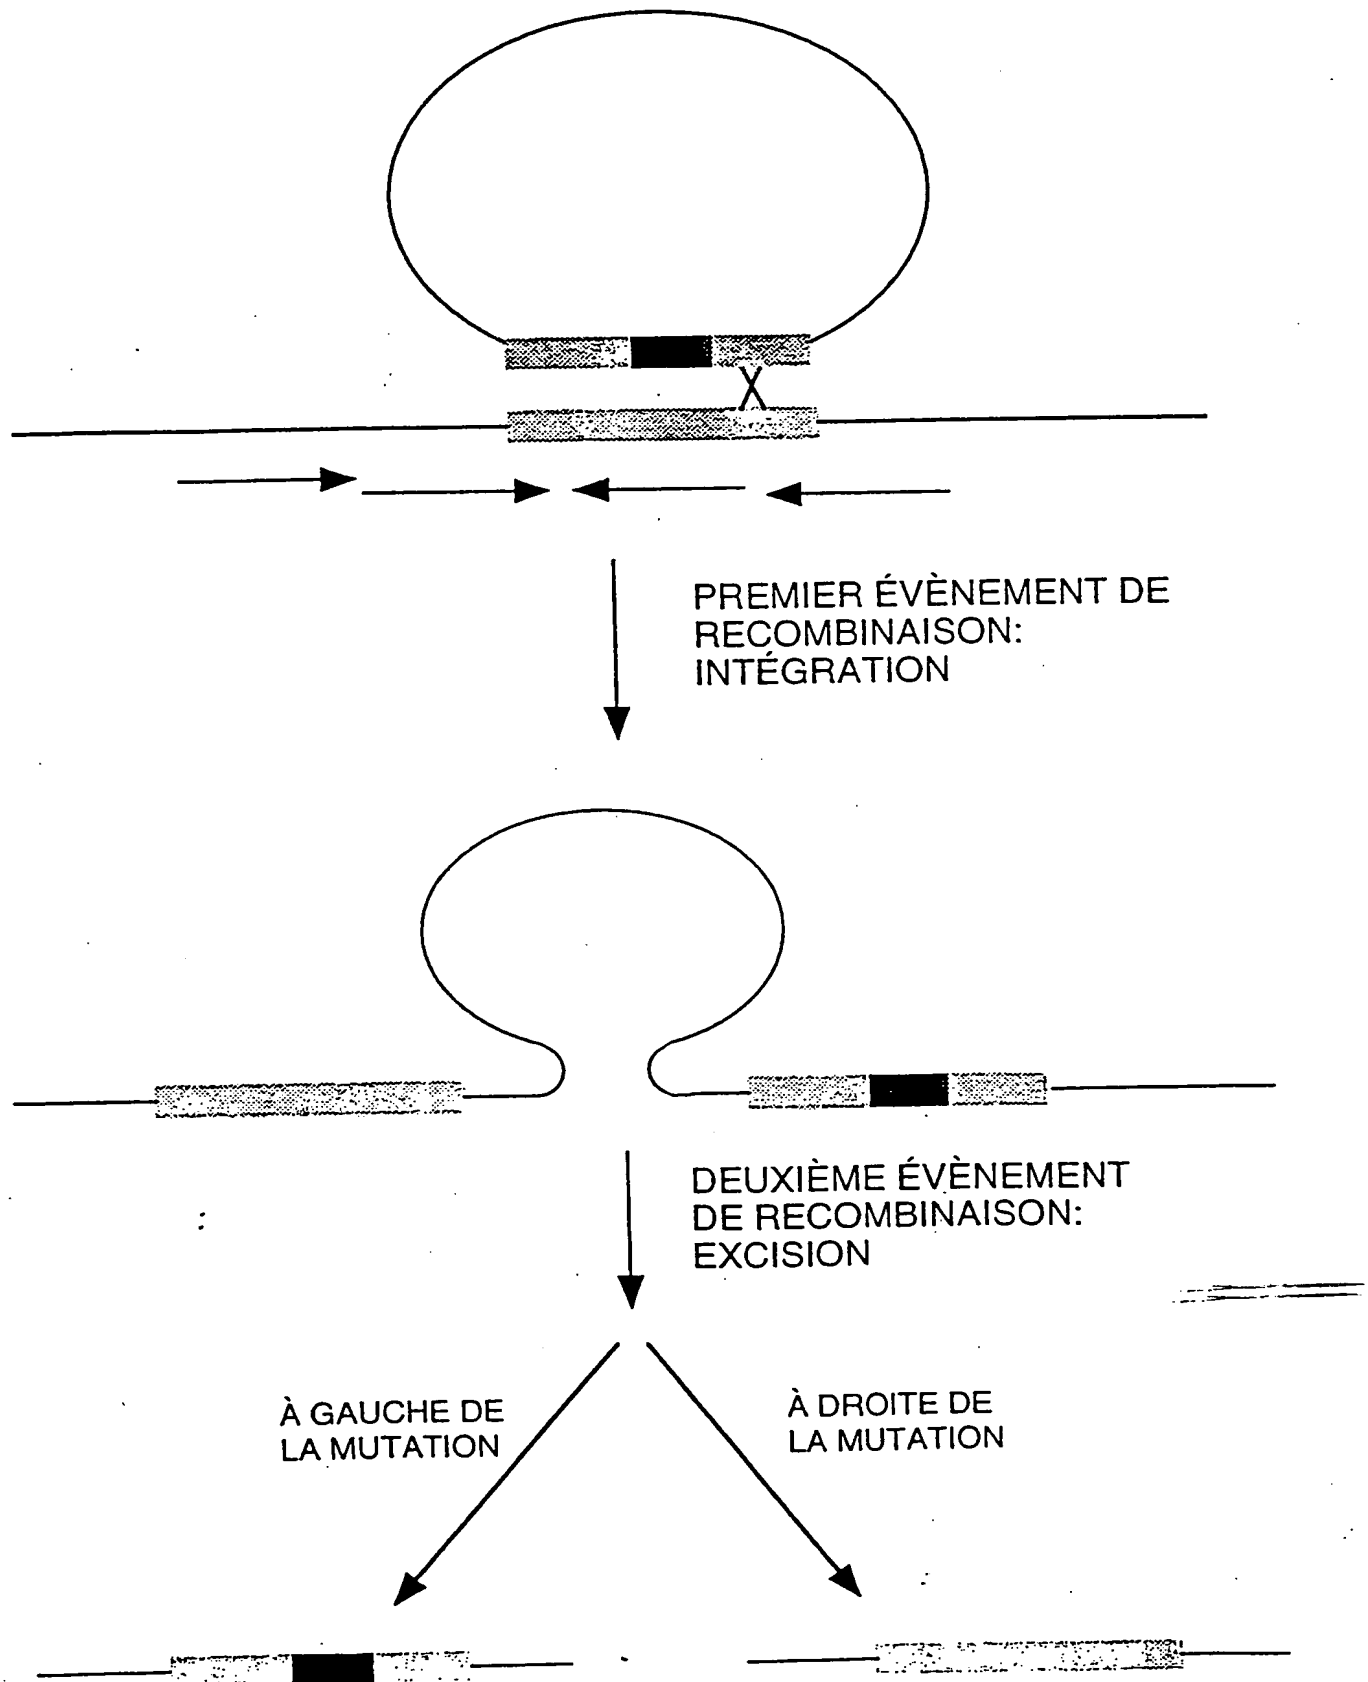 PREMIER ÉVÈNEMENT DE
RECOMBINAISON:
INTÉGRATION
DEUXIÈME ÉVÈNEMENT
DE RECOMBINAISON:
EXCISION
À GAUCHE DE
LA MUTATION
À DROITE DE
LA MUTATION